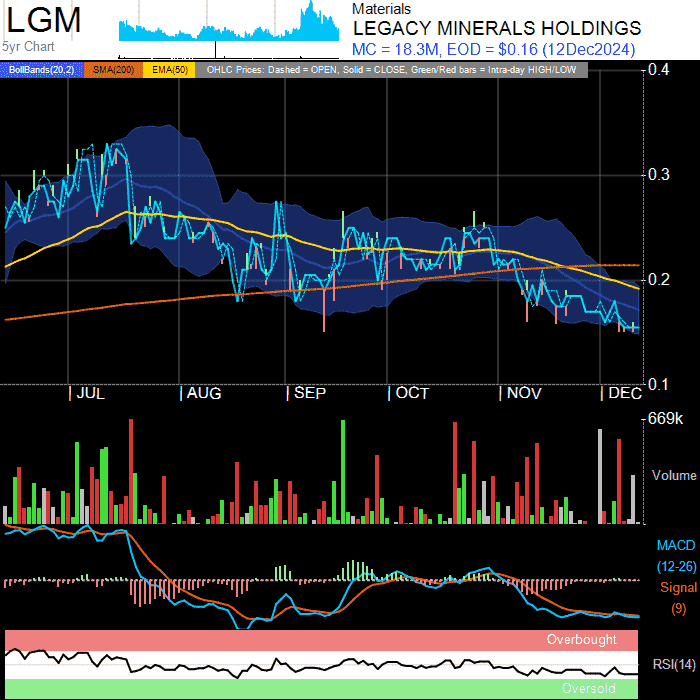 LGM
5yr Chart
Materials
LEGACY MINERALS HOLDINGS
MC = 18.3M, EOD = $0.16 (12Dec2024)
BollBands(20,2) SMA(200) EMA(50) OHLC Prices: Dashed = OPEN, Solid = CLOSE, Green/Red bars = Intra-day HIGH/LOW
0.4
0.3
0.2
0.1
| JUL | AUG | SEP | OCT | NOV | DEC
669k
Volume
MACD
(12-26)
Signal
(9)
Overbought
RSI(14)
Oversold